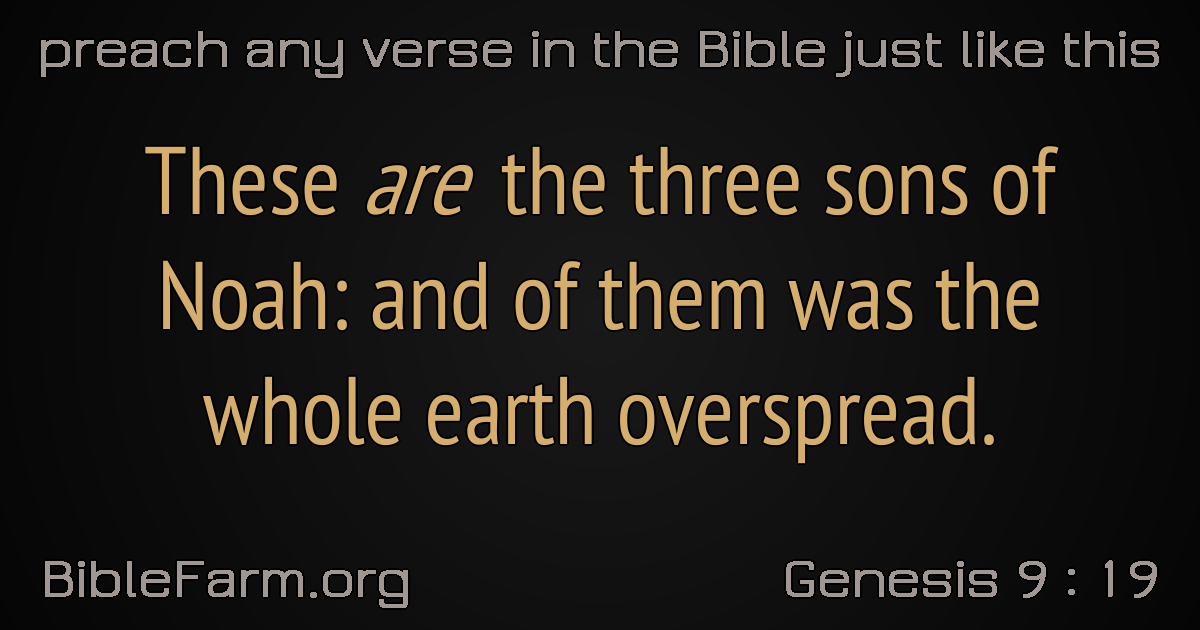 preach any verse in the Bible just like this
These are the three sons of
Noah: and of them was the
whole earth overspread.
BibleFarm.org
Genesis 9 : 19